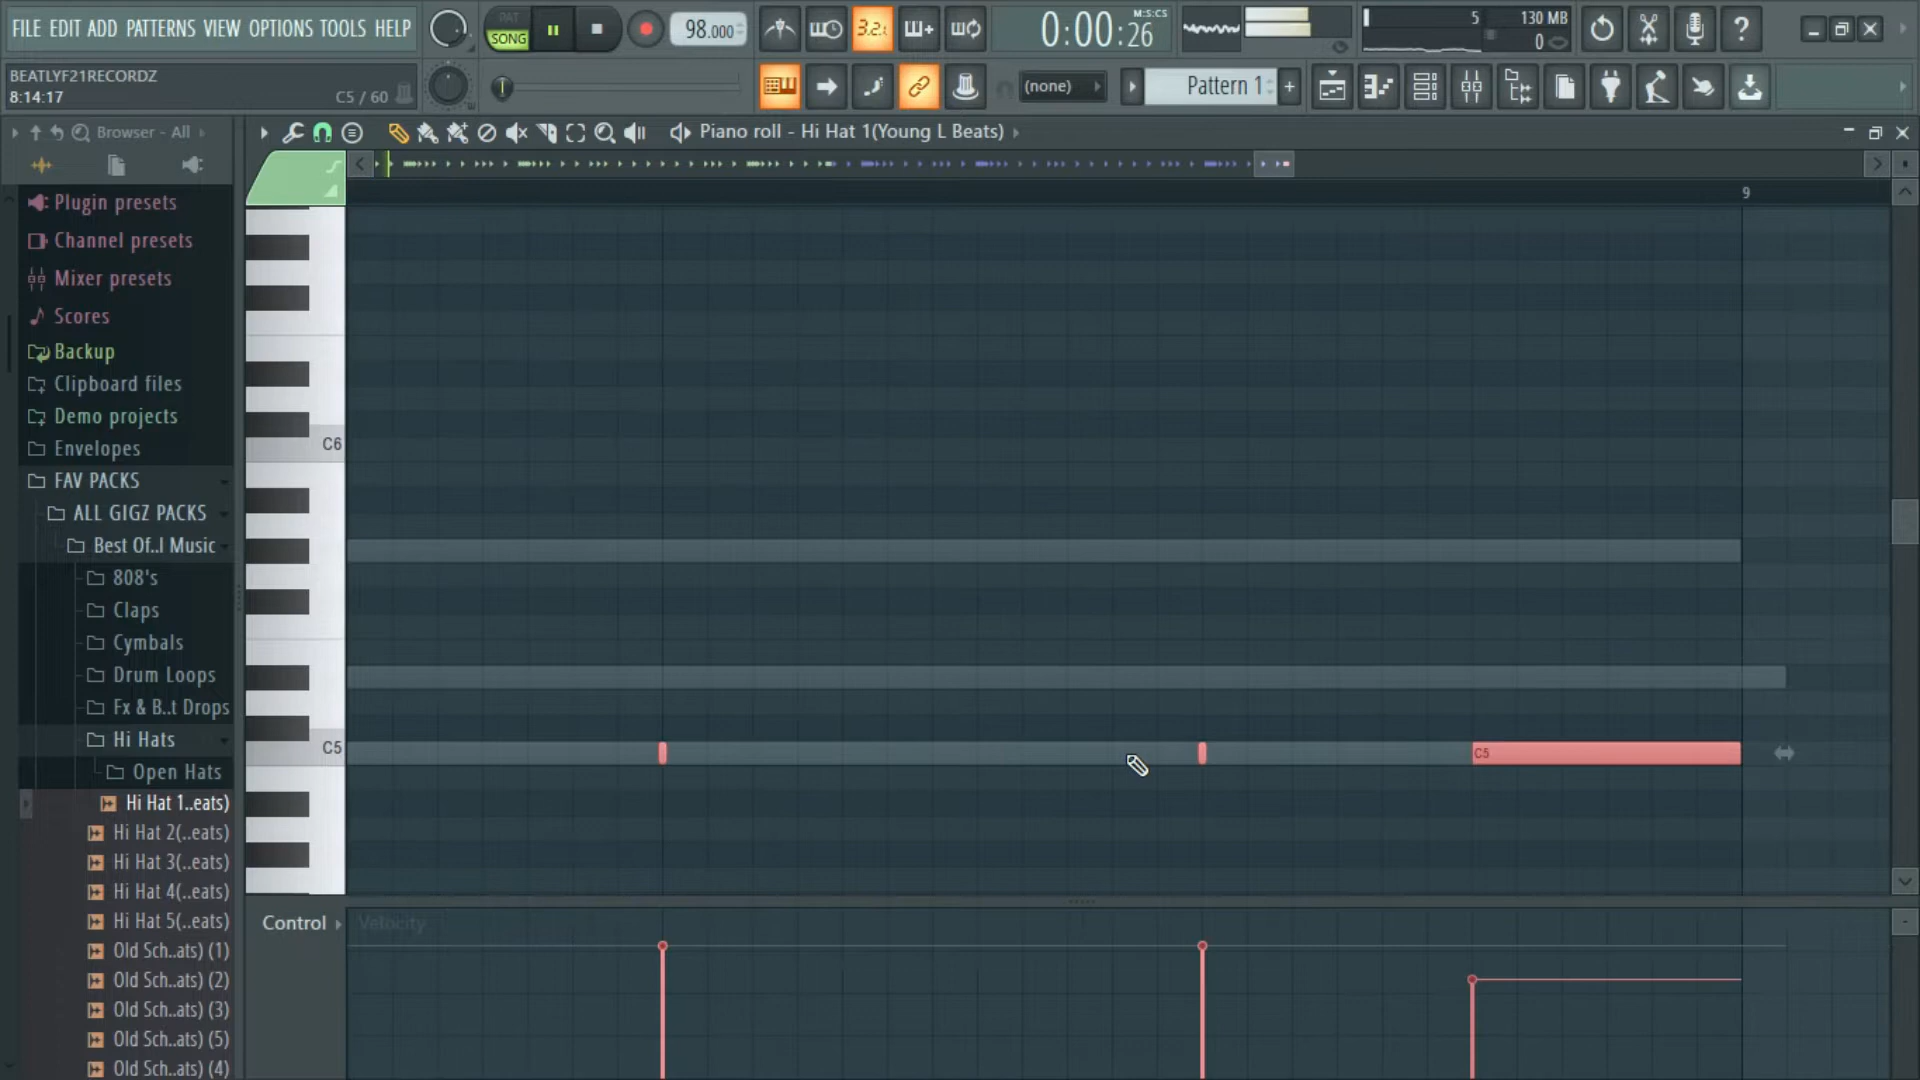 FILE EDIT ADD PATTERNS VIEW OPTIONS TOOLS HELP
PAT
SONG
98.000
3.2.
0:00:26
M:S:CS
5
130 MB
0
BEATLYF21RECORDZ
8:14:17
C5 / 60
(none)
Pattern 1
Browser - All
Piano roll - Hi Hat 1(Young L Beats)
9
Plugin presets
Channel presets
Mixer presets
Scores
Backup
Clipboard files
Demo projects
Envelopes
FAV PACKS
ALL GIGZ PACKS
Best Of..l Music
808's
Claps
Cymbals
Drum Loops
Fx & B..t Drops
Hi Hats
Open Hats
Hi Hat 1..eats)
Hi Hat 2(..eats)
Hi Hat 3(..eats)
Hi Hat 4(..eats)
Hi Hat 5(..eats)
Old Sch..ats) (1)
Old Sch..ats) (2)
Old Sch..ats) (3)
Old Sch..ats) (5)
Old Sch..ats) (4)
C6
C5
C5
Control
Velocity